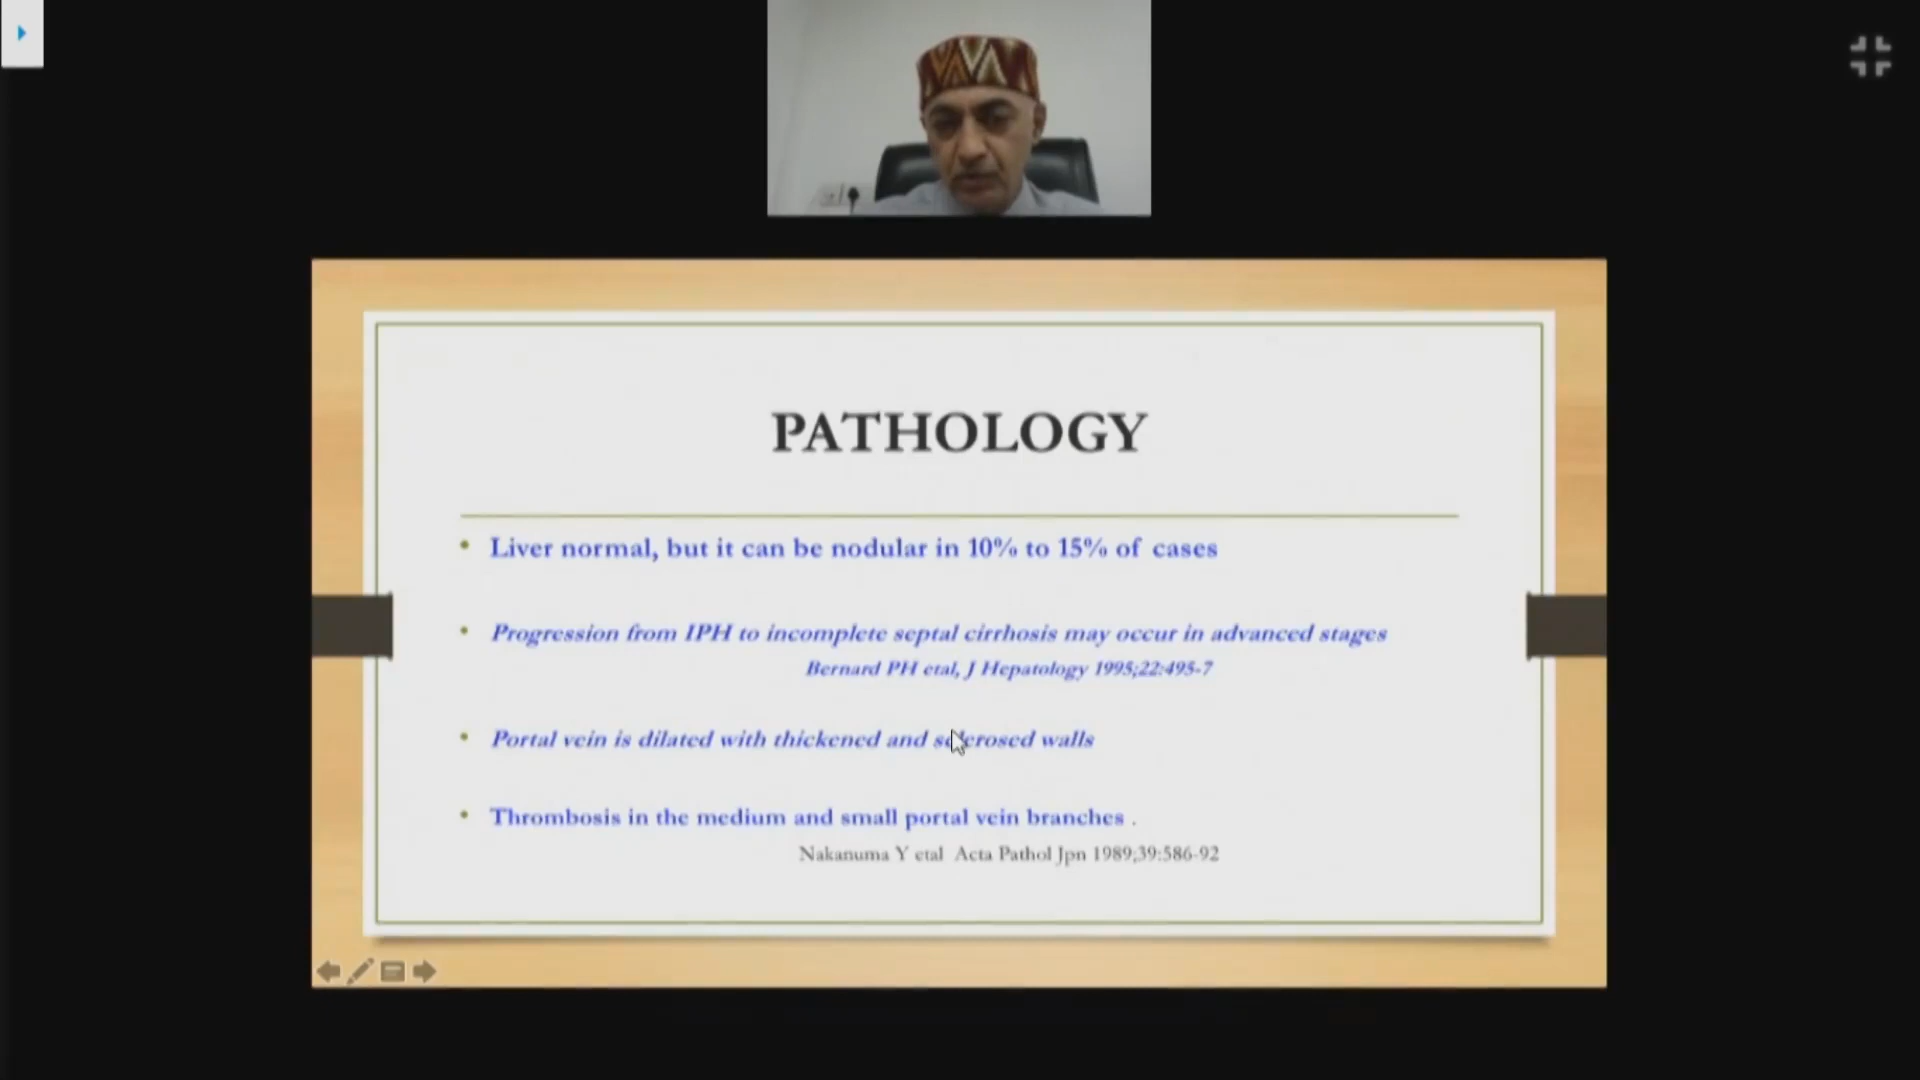 PATHOLOGY
• Liver normal, but it can be nodular in 10% to 15% of cases
• Progression from IPH to incomplete septal cirrhosis may occur in advanced stages
Bernard PH etal, J Hepatology 1995;22:495-7
• Portal vein is dilated with thickened and sclerosed walls
• Thrombosis in the medium and small portal vein branches .
Nakanuma Y etal Acta Pathol Jpn 1989;39:586-92